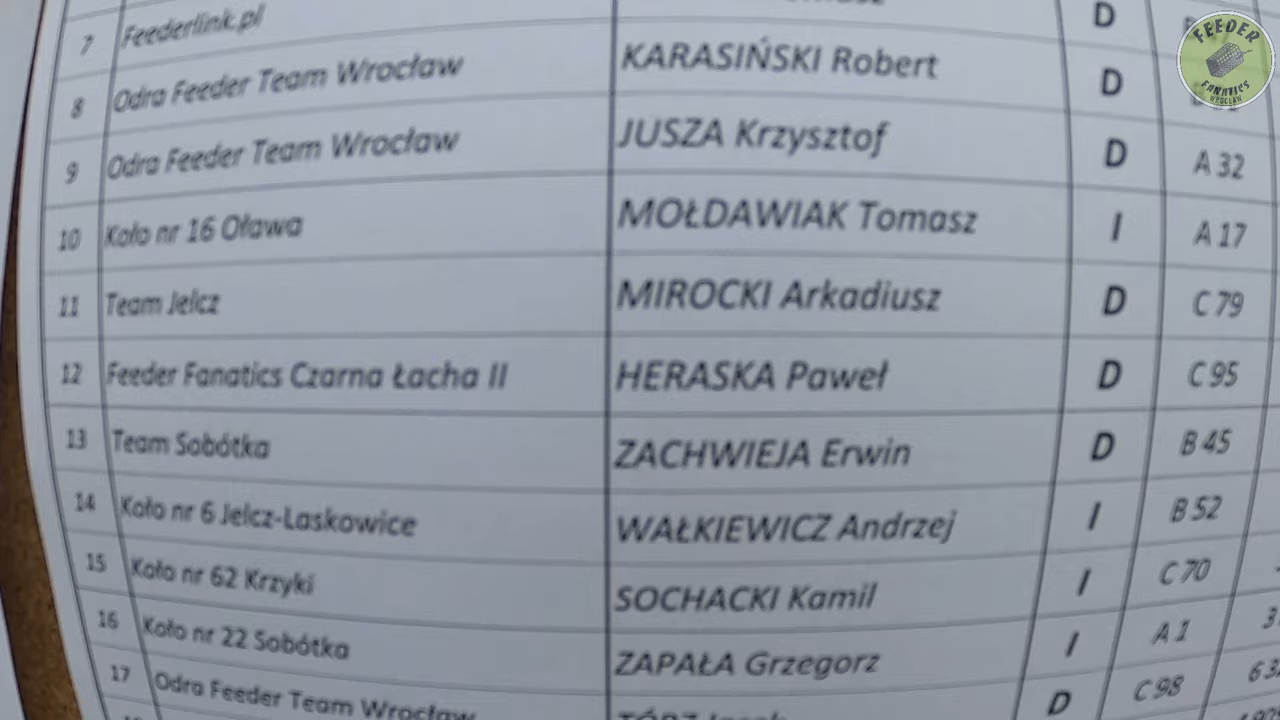 7 Feederlink.pl D
8 Odra Feeder Team Wrocław KARASIŃSKI Robert D
9 Odra Feeder Team Wrocław JUSZA Krzysztof D A 32
10 Koło nr 16 Oława MOŁDAWIAK Tomasz I A 17
11 Team Jelcz MIROCKI Arkadiusz D C 79
12 Feeder Fanatics Czarna Łacha II HERASKA Paweł D C 95
13 Team Sobótka ZACHWIEJA Erwin D B 45
14 Koło nr 6 Jelcz-Laskowice WAŁKIEWICZ Andrzej I B 52
15 Koło nr 62 Krzyki SOCHACKI Kamil I C 70
16 Koło nr 22 Sobótka ZAPAŁA Grzegorz I A 1
17 Odra Feeder Team Wrocław D C 98
FEEDER
FANATICS
WROCŁAW